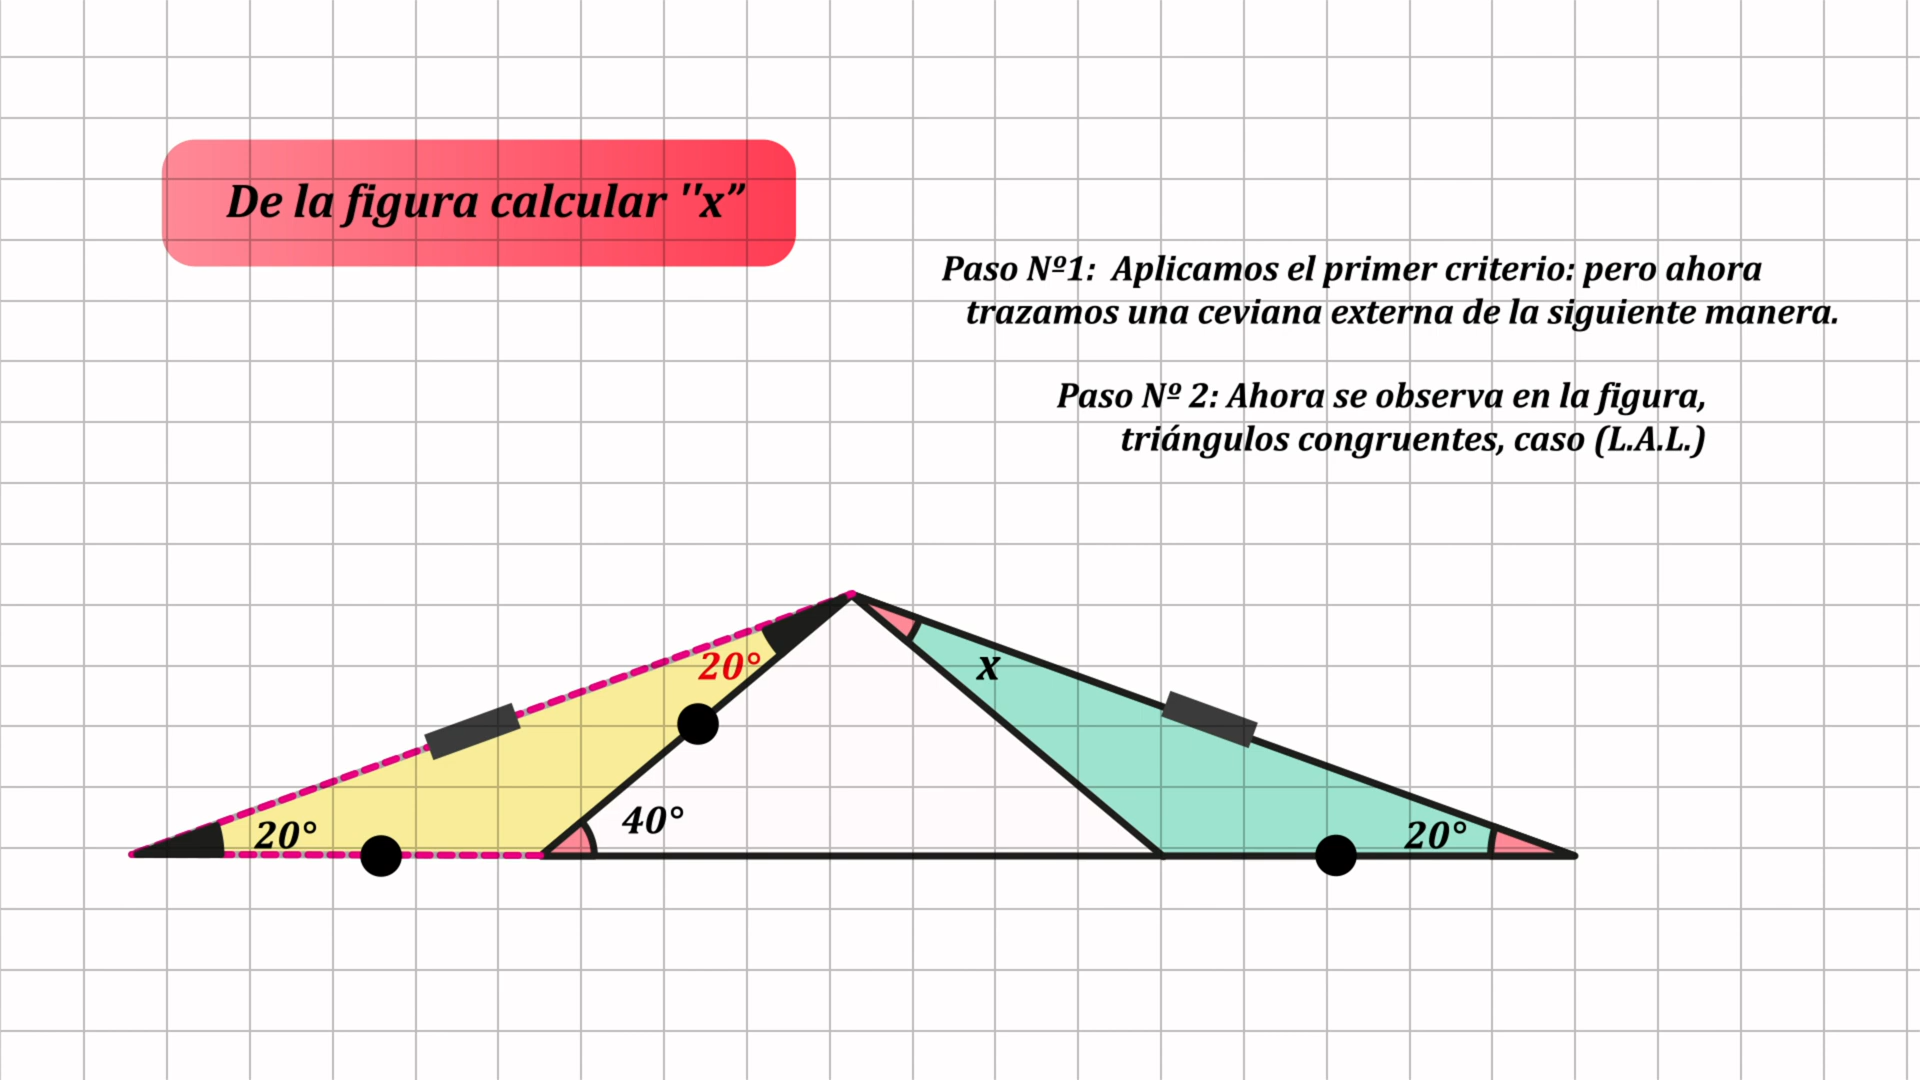 De la figura calcular "x”
Paso Nº1: Aplicamos el primer criterio: pero ahora
trazamos una ceviana externa de la siguiente manera.
Paso Nº 2: Ahora se observa en la figura,
triángulos congruentes, caso (L.A.L.)
20°
x
20°
40°
20°